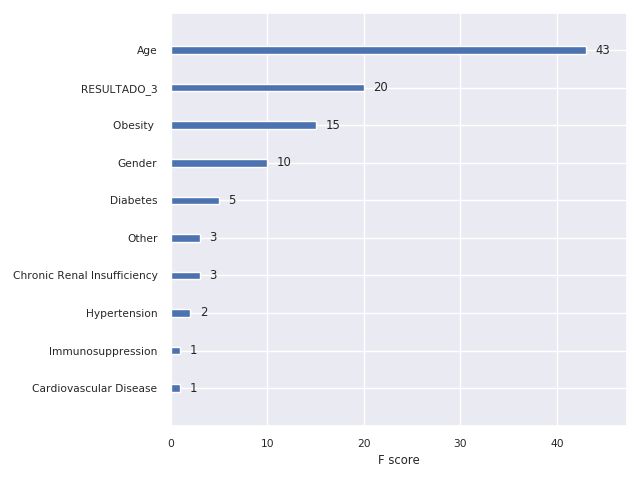 Age 43
RESULTADO_3 20
Obesity 15
Gender 10
Diabetes 5
Other 3
Chronic Renal Insufficiency 3
Hypertension 2
Immunosuppression 1
Cardiovascular Disease 1
0 10 20 30 40
F score